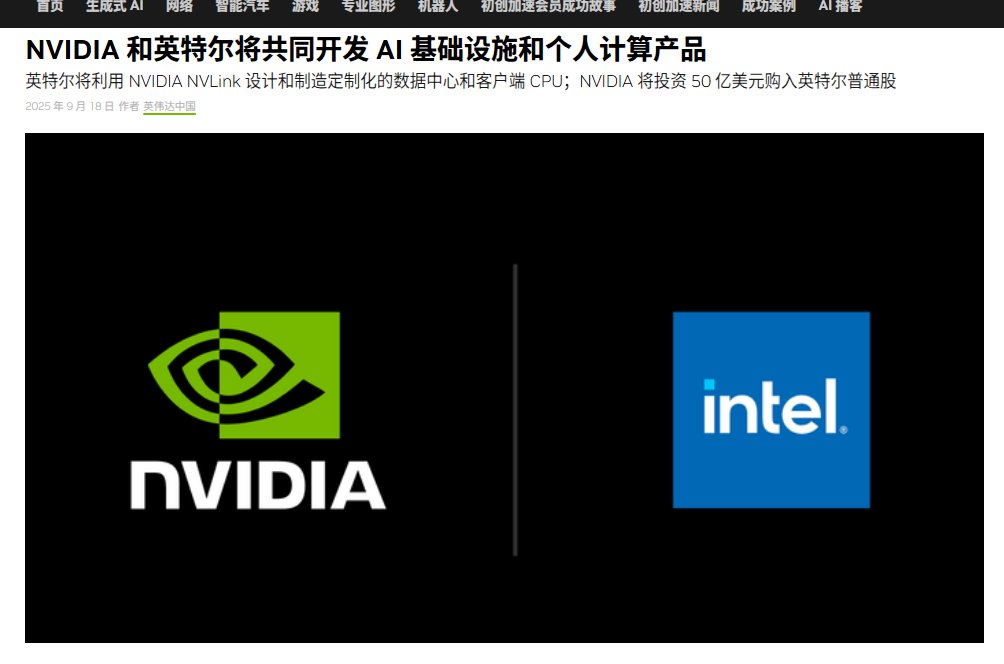 首页 生成式 AI 网络 智能汽车 游戏 专业图形 机器人 初创加速会员成功故事 初创加速新闻 成功案例 AI 播客
NVIDIA 和英特尔将共同开发 AI 基础设施和个人计算产品
英特尔将利用 NVIDIA NVLink 设计和制造定制化的数据中心和客户端 CPU；NVIDIA 将投资 50 亿美元购入英特尔普通股
2025 年 9 月 18 日 作者 英伟达中国
NVIDIA
intel®